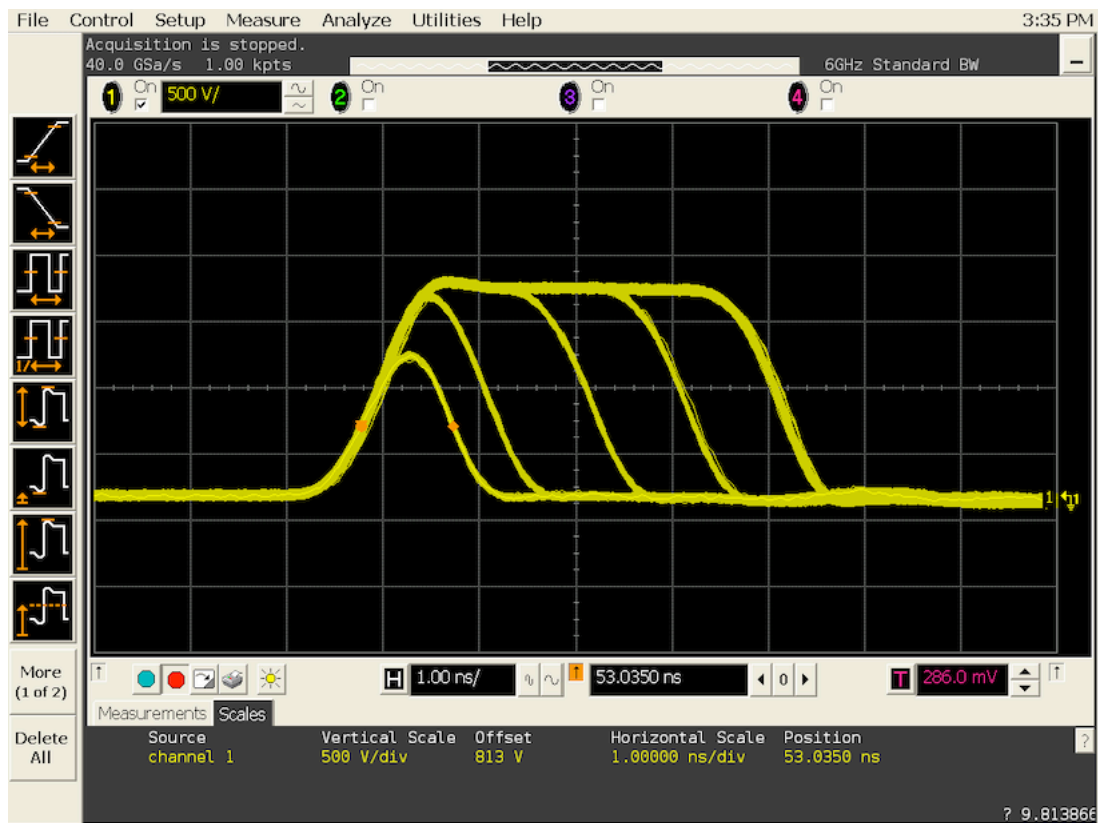 File Control Setup Measure Analyze Utilities Help 3:35 PM
Acquisition is stopped.
40.0 GSa/s 1.00 kpts 6GHz Standard BW
1 On 500 V/ 2 On 3 On 4 On
1/
1
More
(1 of 2)
H 1.00 ns/ 53.0350 ns 0 T 286.0 mV
Measurements Scales
Delete
All
Source Vertical Scale Offset Horizontal Scale Position
channel 1 500 V/div 813 V 1.00000 ns/div 53.0350 ns
?
? 9.813866